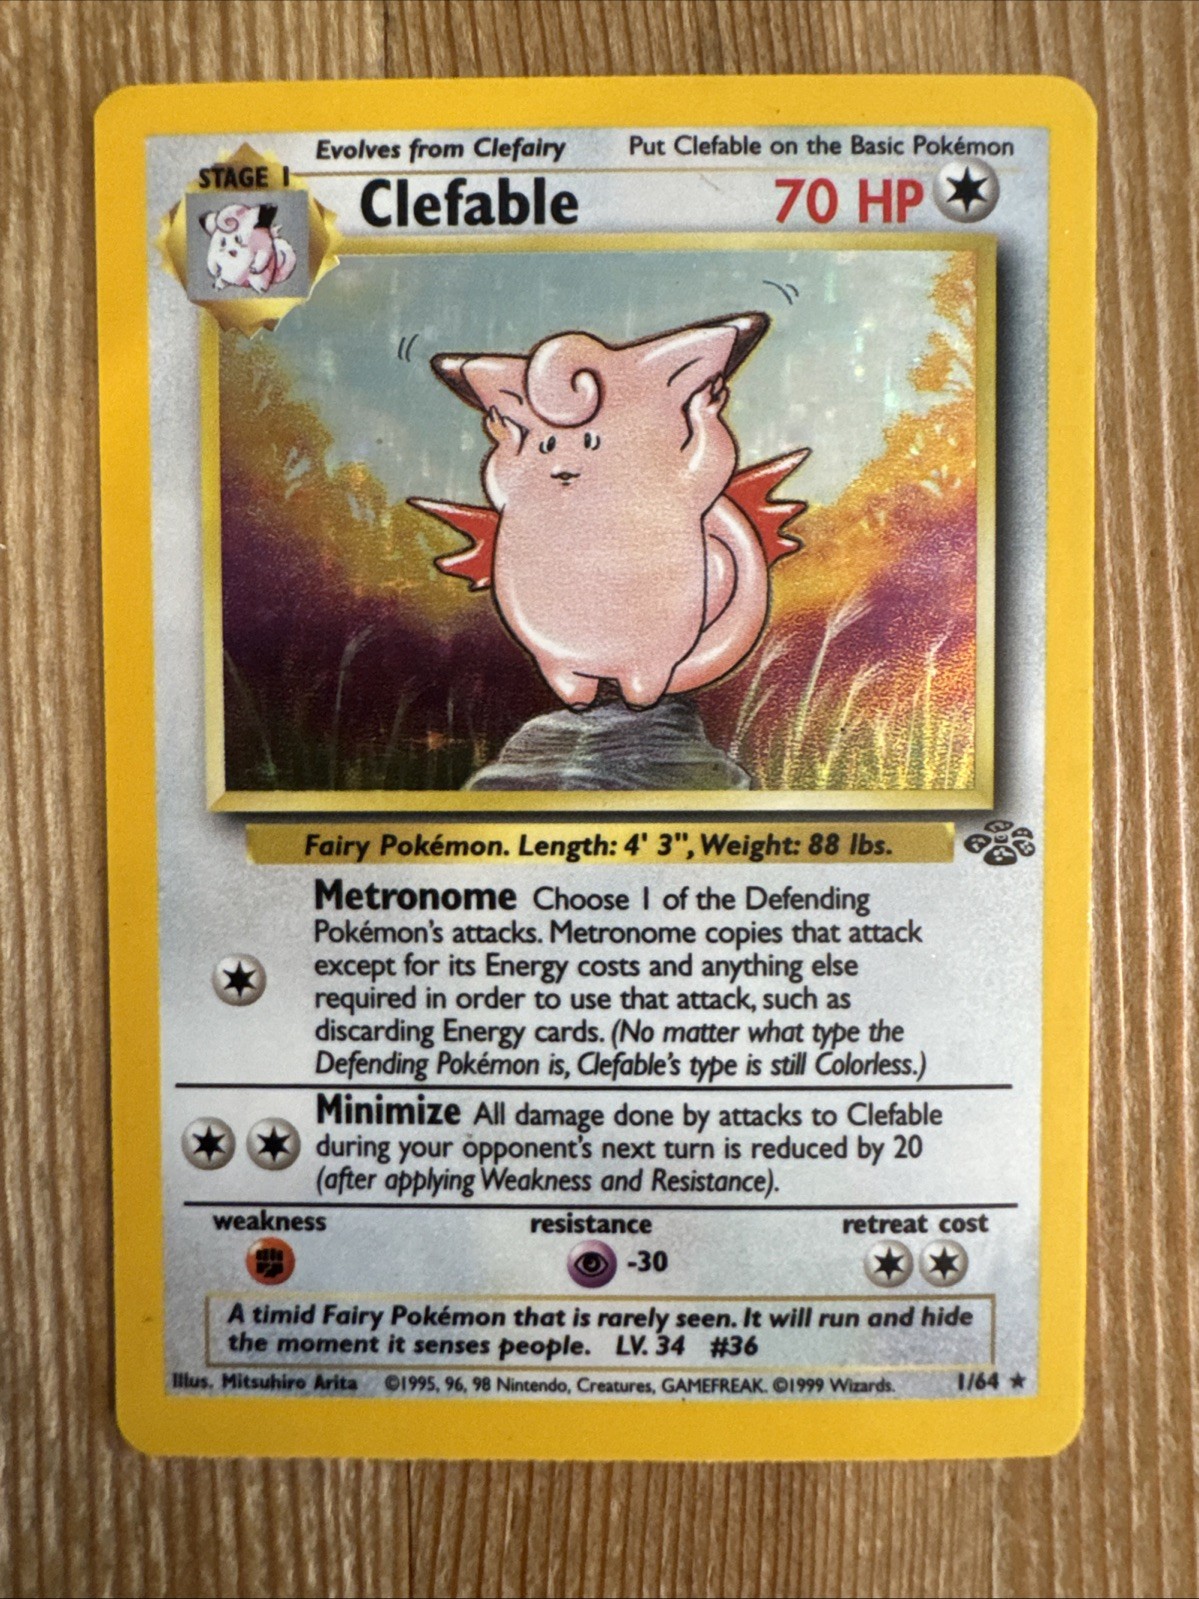 Evolves from Clefairy Put Clefable on the Basic Pokémon
STAGE 1
Clefable 70 HP
Fairy Pokémon. Length: 4' 3", Weight: 88 lbs.
Metronome Choose 1 of the Defending
Pokémon's attacks. Metronome copies that attack
except for its Energy costs and anything else
required in order to use that attack, such as
discarding Energy cards. (No matter what type the
Defending Pokémon is, Clefable's type is still Colorless.)
Minimize All damage done by attacks to Clefable
during your opponent's next turn is reduced by 20
(after applying Weakness and Resistance).
weakness resistance retreat cost
-30
A timid Fairy Pokémon that is rarely seen. It will run and hide
the moment it senses people. LV. 34 #36
Illus. Mitsuhiro Arita ©1995, 96, 98 Nintendo, Creatures, GAMEFREAK. ©1999 Wizards. 1/64 ★